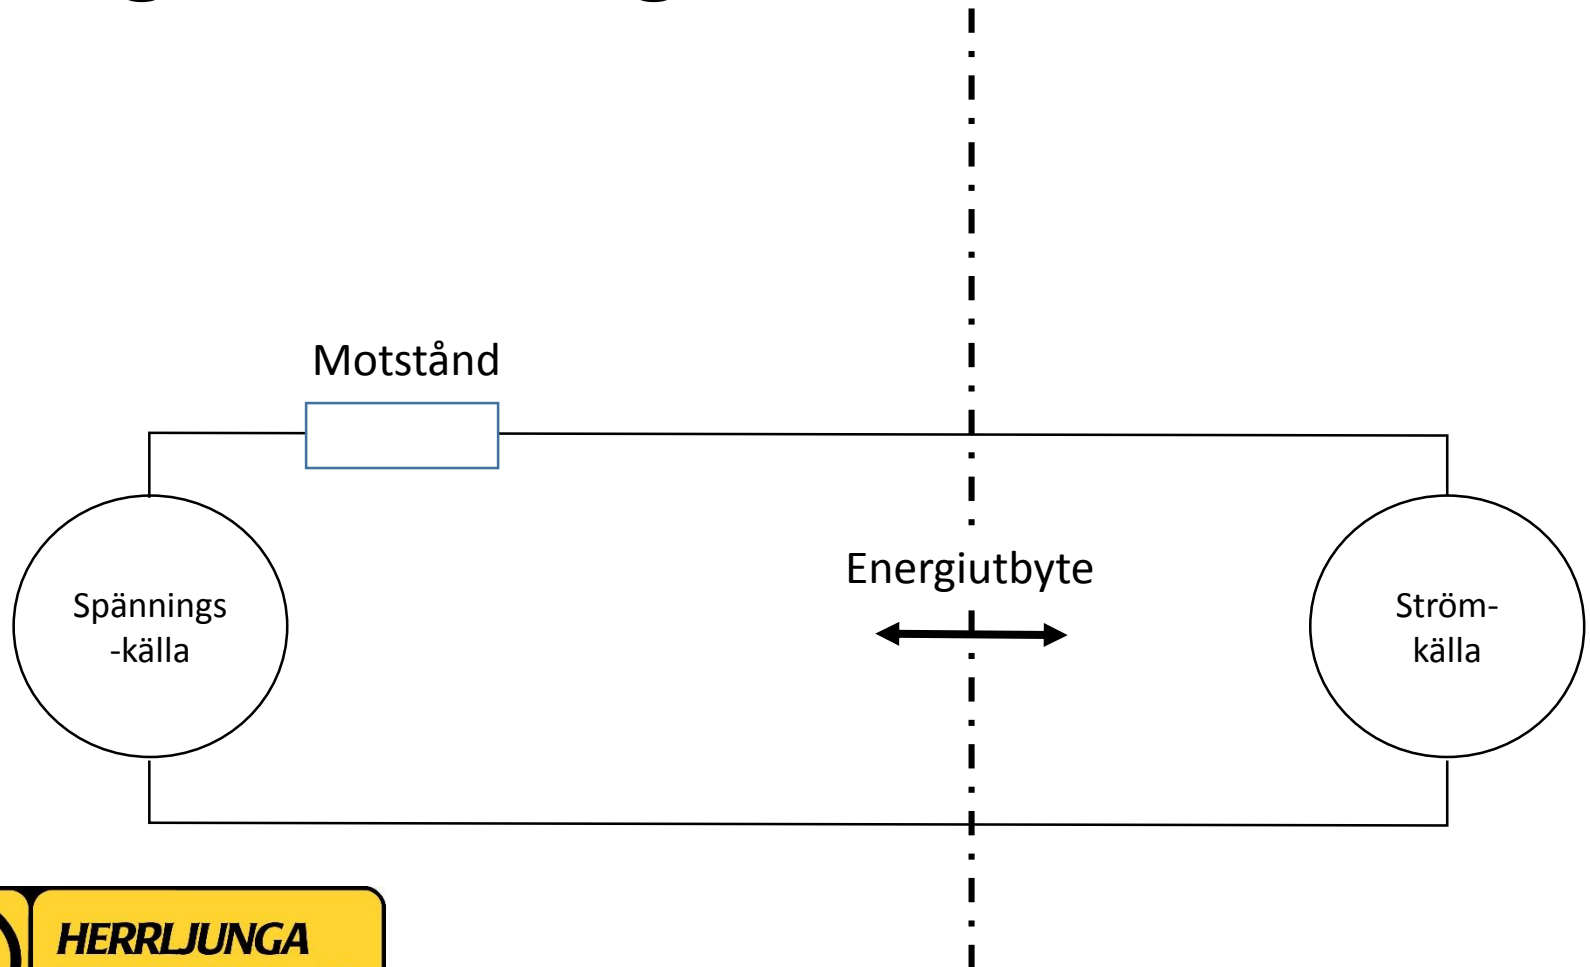 Motstånd
Energiutbyte
Spännings
-källa
Ström-
källa
HERRLJUNGA